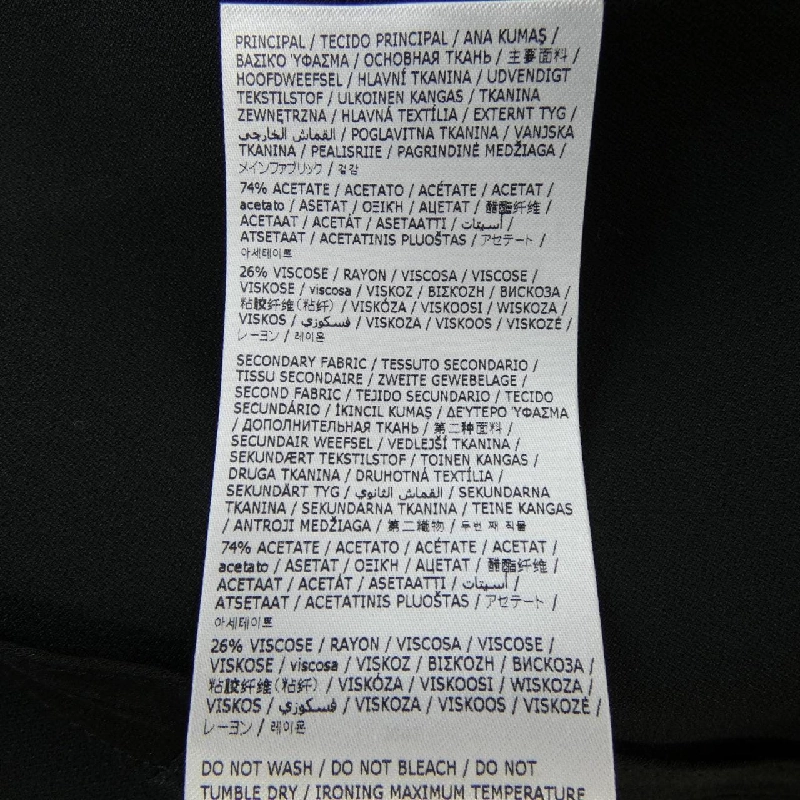 PRINCIPAL / TECIDO PRINCIPAL / ANA KUMAŞ /
ΒΑΣΙΚΌ ΎΦΑΣΜΑ / ОСНОВНАЯ ТКАНЬ / 主要面料 /
HOOFDWEEFSEL / HLAVNÍ TKANINA / UDVENDIGT
TEKSTILSTOF / ULKOINEN KANGAS / TKANINA
ZEWNĘTRZNA / HLAVNÁ TEXTÍLIA / EXTERNT TYG /
القماش الخارجي / POGLAVITNA TKANINA / VANJSKA
TKANINA / PEALISRIIE / PAGRINDINĖ MEDŽIAGA /
メインファブリック / 겉감
74% ACETATE / ACETATO / ACÉTATE / ACETAT /
acetato / ASETAT / ΟΞΙΚΗ / АЦЕТАТ / 醋酯纤维 /
ACETAAT / ACETÁT / ASETAATTI / أسيتات /
ATSETAAT / ACETATINIS PLUOŠTAS / アセテート /
아세테이트
26% VISCOSE / RAYON / VISCOSA / VISCOSE /
VISKOSE / viscosa / VISKOZ / ΒΙΣΚΟΖΗ / ВИСКОЗА /
粘胶纤维(粘纤) / VISKÓZA / VISKOOSI / WISKOZA /
VISKOS / فسكوزي / VISKOZA / VISKOOS / VISKOZĖ /
レーヨン / 레이온
SECONDARY FABRIC / TESSUTO SECONDARIO /
TISSU SECONDAIRE / ZWEITE GEWEBELAGE /
SECOND FABRIC / TEJIDO SECUNDARIO / TECIDO
SECUNDÁRIO / İKINCIL KUMAŞ / ΔΕΥΤΕΡΟ ΎΦΑΣΜΑ
/ ДОПОЛНИТЕЛЬНАЯ ТКАНЬ / 第二种面料 /
SECUNDAIR WEEFSEL / VEDLEJŠÍ TKANINA /
SEKUNDÆRT TEKSTILSTOF / TOINEN KANGAS /
DRUGA TKANINA / DRUHOTNÁ TEXTÍLIA /
SEKUNDÄRT TYG / القماش الثانوي / SEKUNDARNA
TKANINA / SEKUNDARNA TKANINA / TEINE KANGAS
/ ANTROJI MEDŽIAGA / 第二織物 / 두번 째 직물
74% ACETATE / ACETATO / ACÉTATE / ACETAT /
acetato / ASETAT / ΟΞΙΚΗ / АЦЕТАТ / 醋酯纤维 /
ACETAAT / ACETÁT / ASETAATTI / أسيتات /
ATSETAAT / ACETATINIS PLUOŠTAS / アセテート /
아세테이트
26% VISCOSE / RAYON / VISCOSA / VISCOSE /
VISKOSE / viscosa / VISKOZ / ΒΙΣΚΟΖΗ / ВИСКОЗА /
粘胶纤维(粘纤) / VISKÓZA / VISKOOSI / WISKOZA /
VISKOS / فسكوزي / VISKOZA / VISKOOS / VISKOZĖ /
レーヨン / 레이온
DO NOT WASH / DO NOT BLEACH / DO NOT
TUMBLE DRY / IRONING MAXIMUM TEMPERATURE